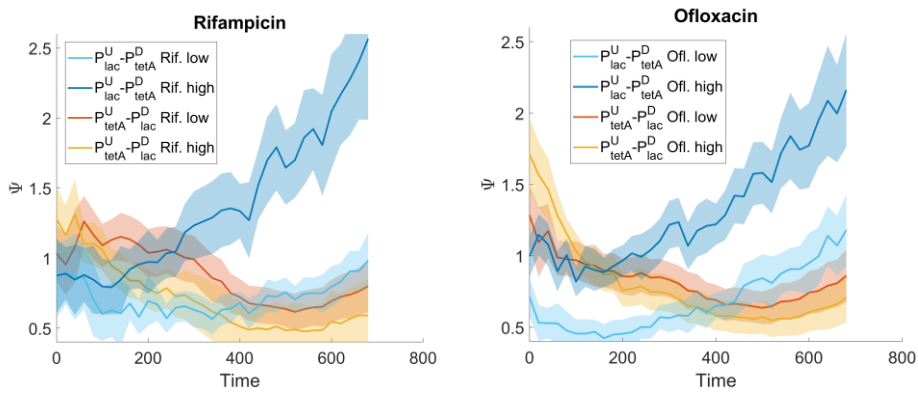 Rifampicin
P^U_lac-P^D_tetA Rif. low
P^U_lac-P^D_tetA Rif. high
P^U_tetA-P^D_lac Rif. low
P^U_tetA-P^D_lac Rif. high
Ψ
2.5
2
1.5
1
0.5
0 200 400 600 800
Time
Ofloxacin
P^U_lac-P^D_tetA Ofl. low
P^U_lac-P^D_tetA Ofl. high
P^U_tetA-P^D_lac Ofl. low
P^U_tetA-P^D_lac Ofl. high
Ψ
2.5
2
1.5
1
0.5
0 200 400 600 800
Time